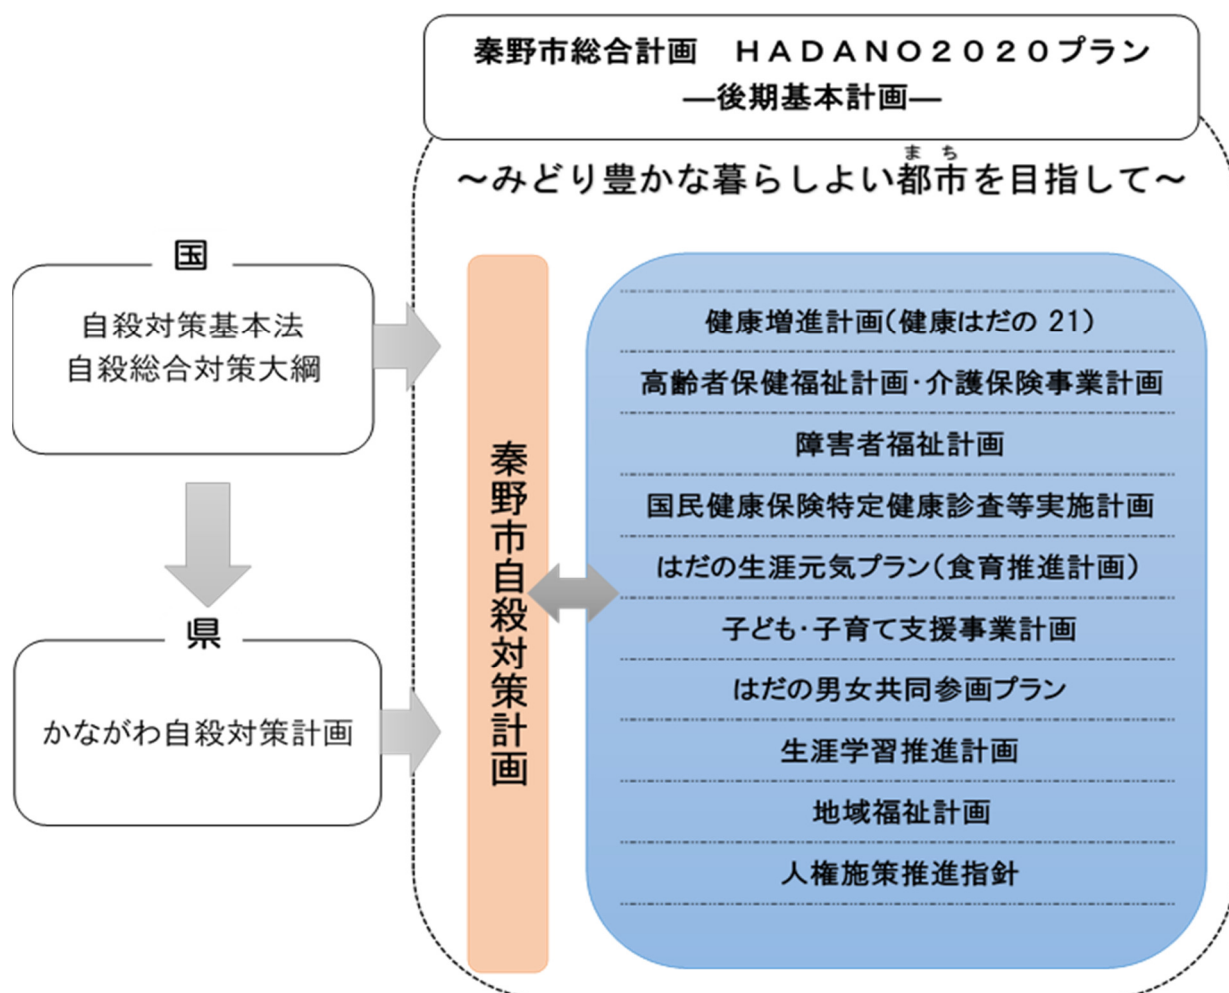 秦野市総合計画　ＨＡＤＡＮＯ２０２０プラン
―後期基本計画―
～みどり豊かな暮らしよい都市を目指して～
まち
国
自殺対策基本法
自殺総合対策大綱
県
かながわ自殺対策計画
秦野市自殺対策計画
健康増進計画（健康はだの 21）
高齢者保健福祉計画・介護保険事業計画
障害者福祉計画
国民健康保険特定健康診査等実施計画
はだの生涯元気プラン（食育推進計画）
子ども・子育て支援事業計画
はだの男女共同参画プラン
生涯学習推進計画
地域福祉計画
人権施策推進指針